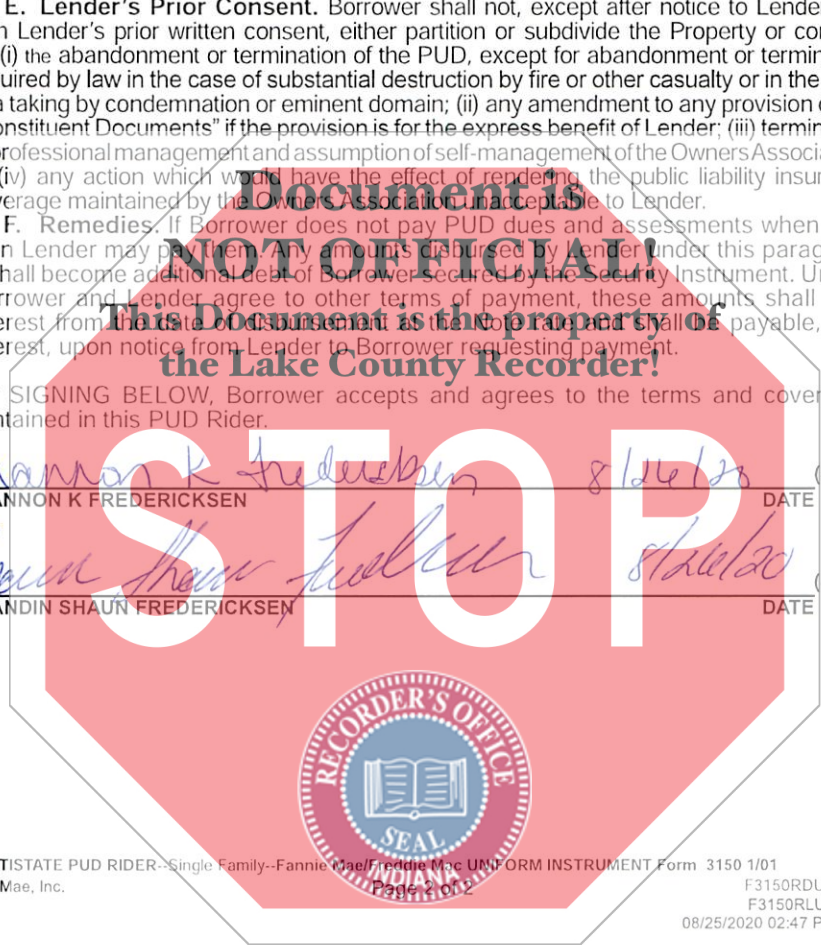 E. Lender's Prior Consent. Borrower shall not, except after notice to Lender
Lender's prior written consent, either partition or subdivide the Property or co
(i) the abandonment or termination of the PUD, except for abandonment or termin
uired by law in the case of substantial destruction by fire or other casualty or in the
a taking by condemnation or eminent domain; (ii) any amendment to any provision
onstituent Documents" if the provision is for the express benefit of Lender; (iii) termin
rofessional management and assumption of self-management of the Owners Associ
(iv) any action which would have the effect of rendering the public liability insu
erage maintained by the Owners Association unacceptable to Lender.
Document is
F. Remedies. If Borrower does not pay PUD dues and assessments when
n Lender may pay them. Any amounts disbursed by Lender under this parag
NOT OFFICIAL!
hall become additional debt of Borrower secured by the Security Instrument. U
rrower and Lender agree to other terms of payment, these amounts shall
This Document is the property of
erest from the date of disbursement at the Note rate and shall be payable,
erest, upon notice from Lender to Borrower requesting payment.
the Lake County Recorder!
SIGNING BELOW, Borrower accepts and agrees to the terms and cover
ntained in this PUD Rider.
STOP
annon K Fredericksen 8/26/20
ANNON K FREDERICKSEN DATE
8/26/20
ANDIN SHAUN FREDERICKSEN DATE
RECORDER'S OFFICE
SEAL
INDIANA
TISTATE PUD RIDER--Single Family--Fannie Mae/Freddie Mac UNIFORM INSTRUMENT Form 3150 1/01
Mae, Inc. Page 2 of 2 F3150RDU
F3150RLU
08/25/2020 02:47 P